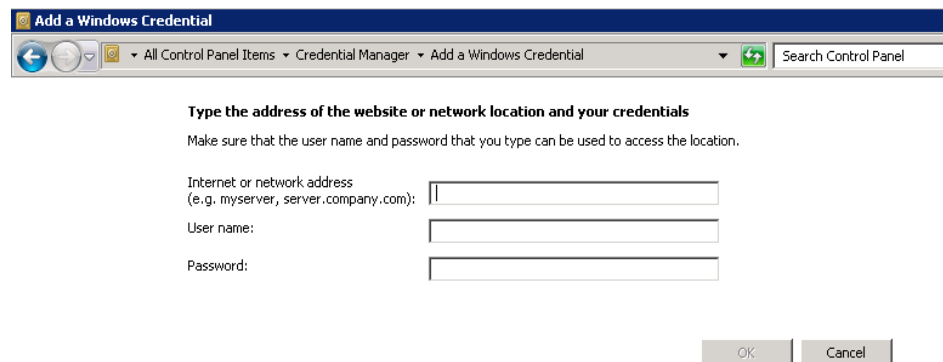 Add a Windows Credential
All Control Panel Items Credential Manager Add a Windows Credential Search Control Panel
Type the address of the website or network location and your credentials
Make sure that the user name and password that you type can be used to access the location.
Internet or network address
(e.g. myserver, server.company.com):
User name:
Password:
OK Cancel